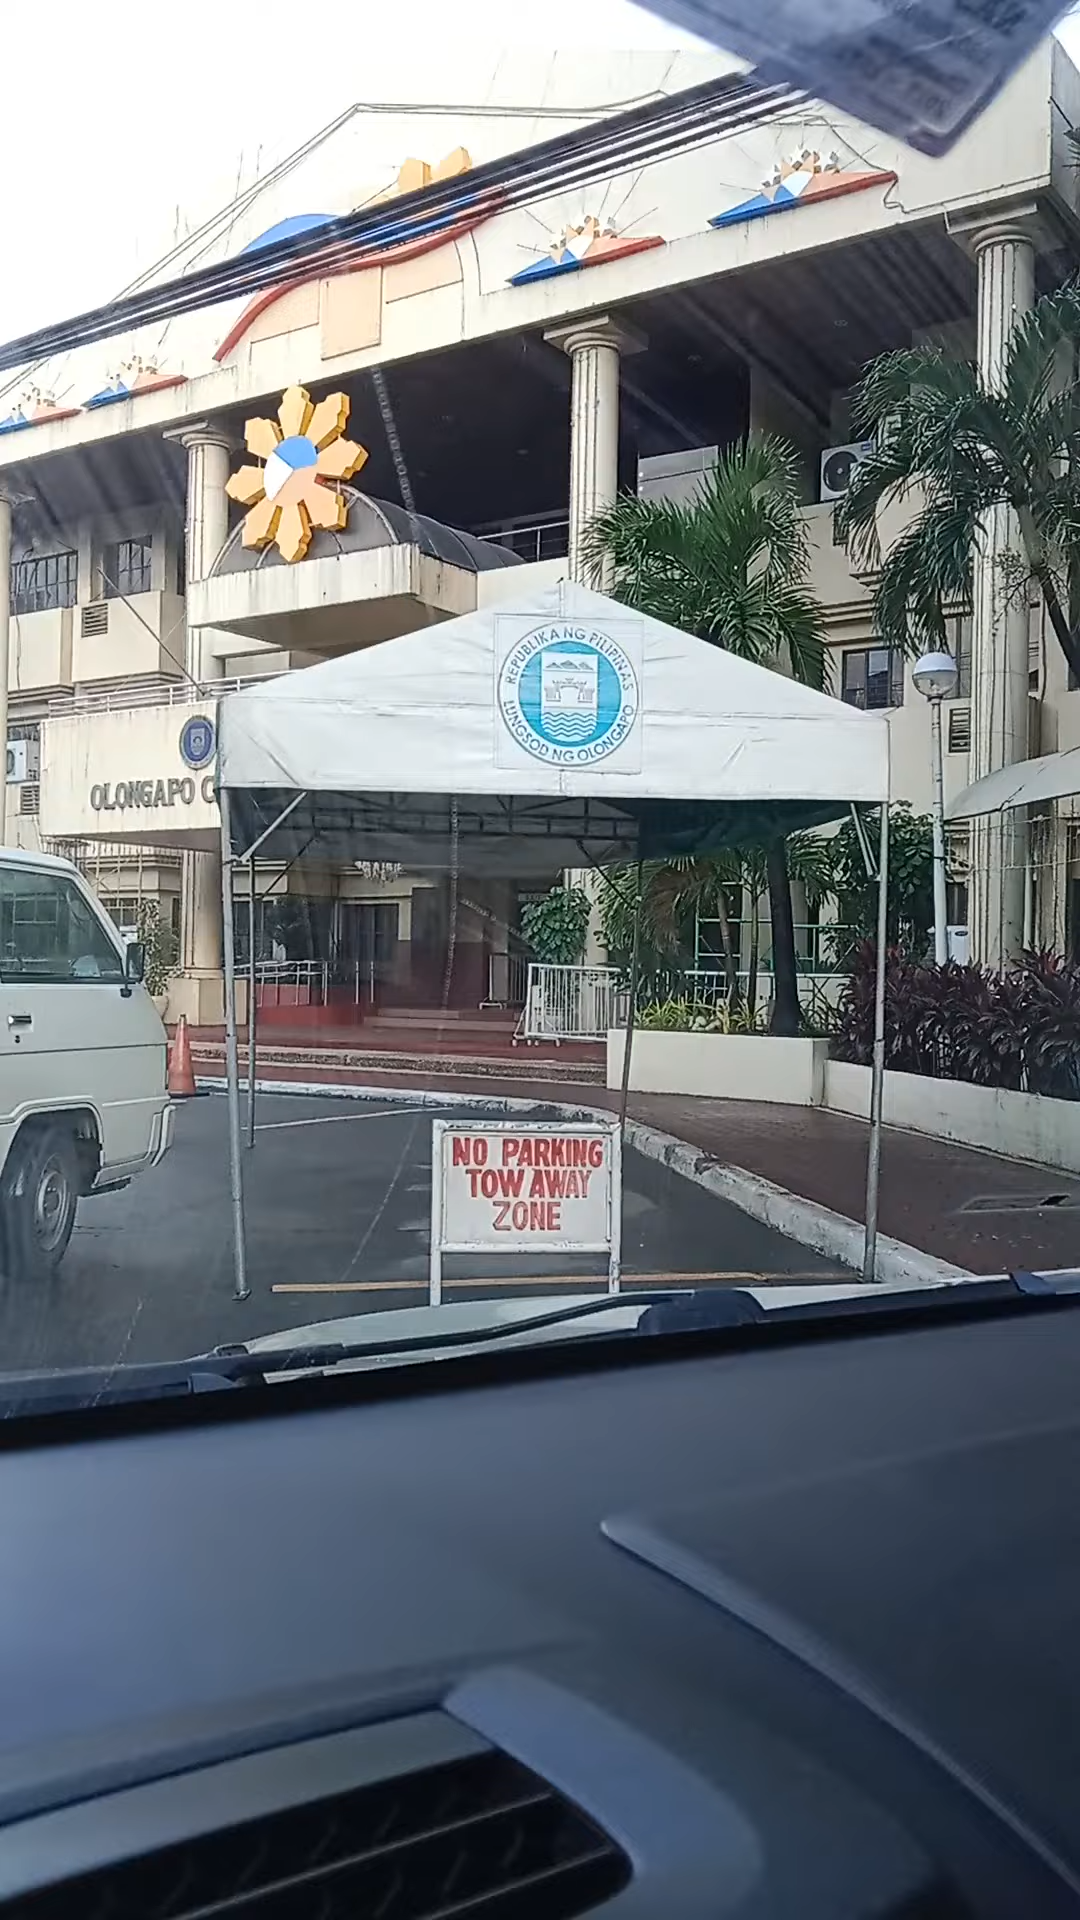 REPUBLIKA NG PILIPINAS
LUNGSOD NG OLONGAPO
OLONGAPO C
NO PARKING
TOW AWAY
ZONE